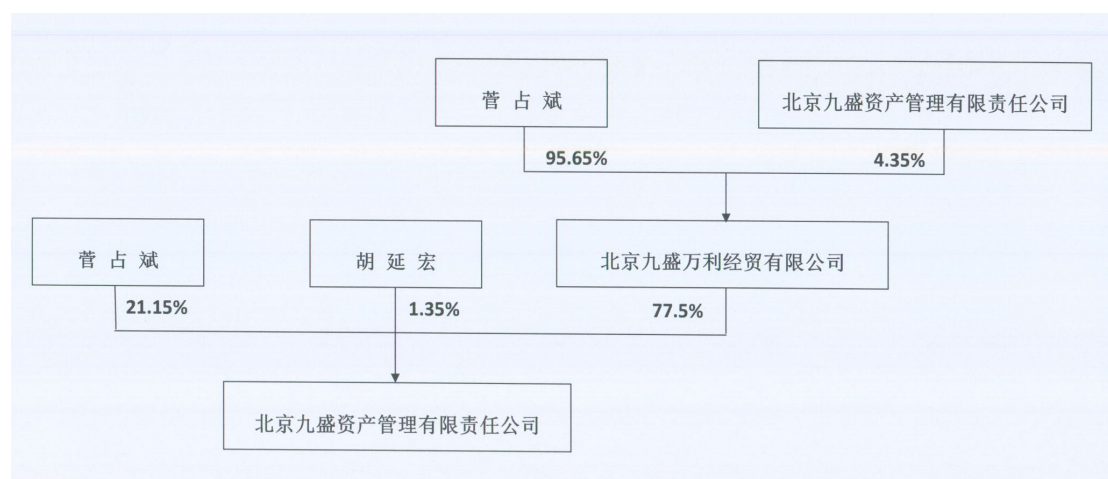 菅占斌
北京九盛资产管理有限责任公司
95.65%
4.35%
菅占斌
胡延宏
北京九盛万利经贸有限公司
21.15%
1.35%
77.5%
北京九盛资产管理有限责任公司